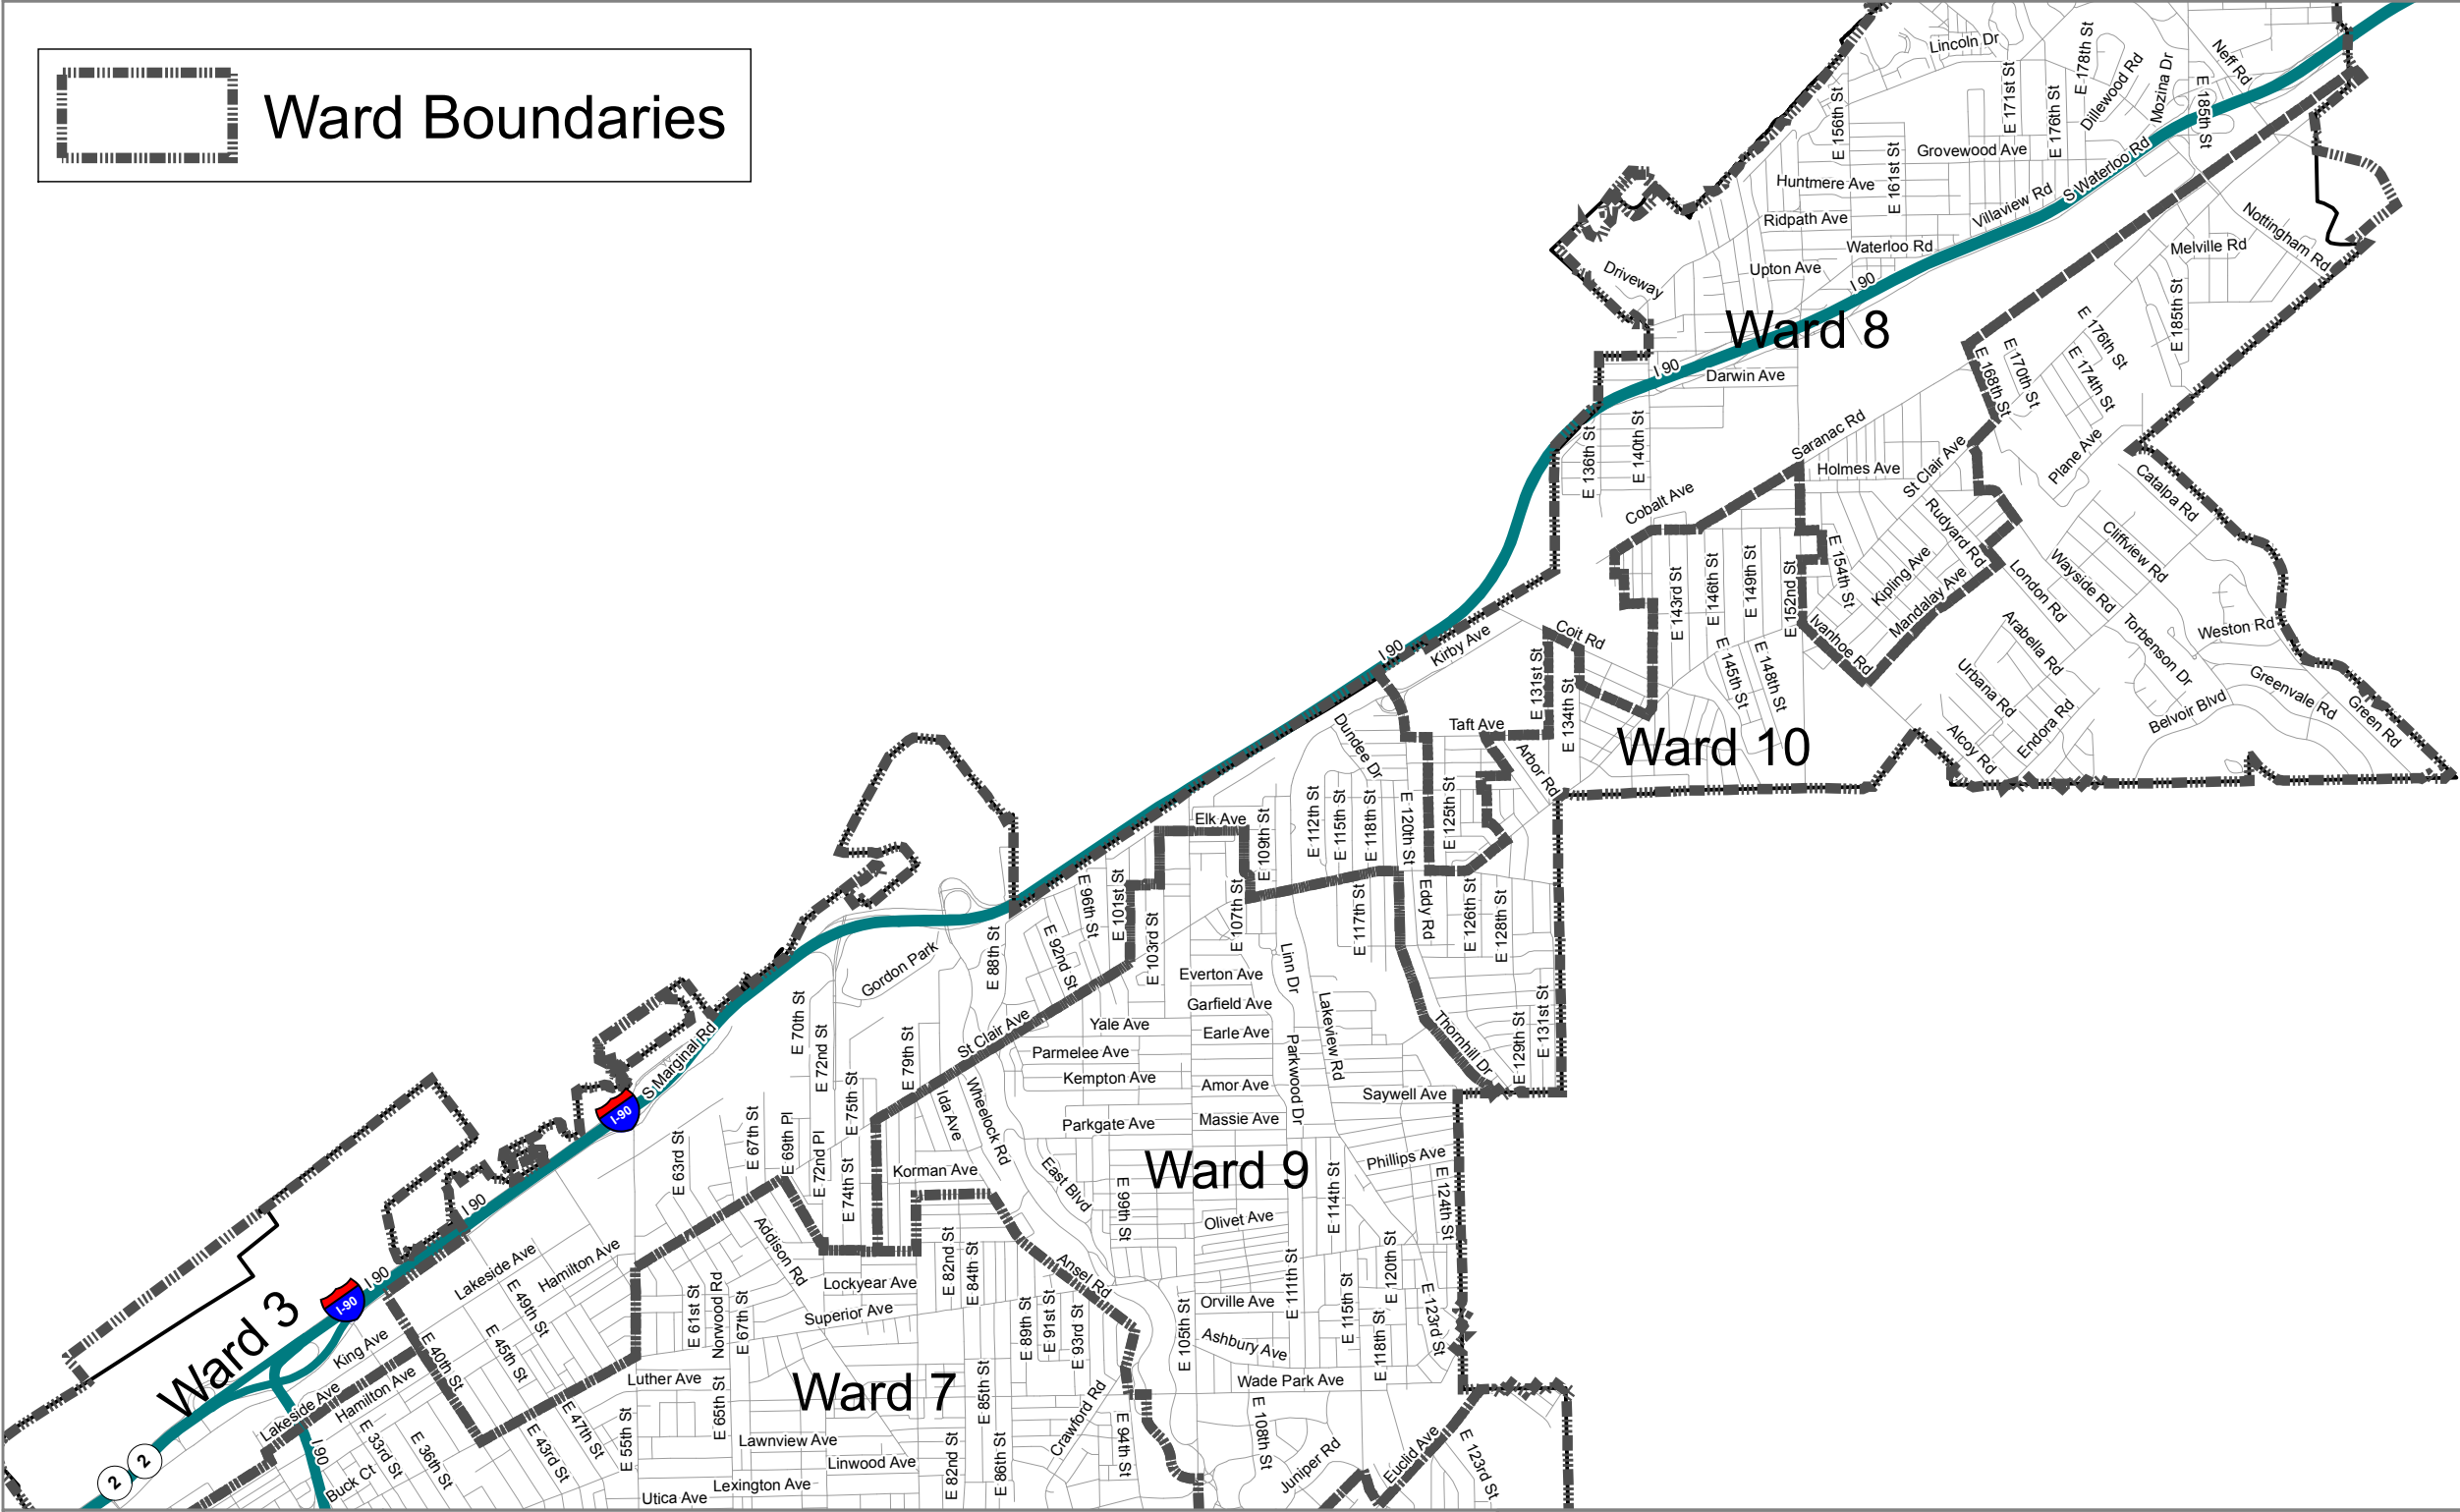 Ward Boundaries
Lincoln Dr
E 178th St
Neff Rd
Mozina Dr
Dillewood Rd
E 171st St
E 176th St
E 185th St
E 156th St
Grovewood Ave
S Waterloo Rd
Huntmere Ave
E 161st St
Villaview Rd
Ridpath Ave
Waterloo Rd
Nottingham Rd
Melville Rd
Driveway
Upton Ave
I 90
E 185th St
Ward 8
E 176th St
E 174th St
E 170th St
E 168th St
I 90
Darwin Ave
E 136th St
E 140th St
Saranac Rd
Holmes Ave
St Clair Ave
Plane Ave
Catalpa Rd
Cobalt Ave
Rudyard Rd
Cliffview Rd
E 154th St
Kipling Ave
Mandalay Ave
London Rd
Wayside Rd
E 143rd St
E 146th St
E 149th St
E 152nd St
Ivanhoe Rd
Arabella Rd
Torbenson Dr
Weston Rd
I 90
Kirby Ave
Coit Rd
E 145th St
E 148th St
Urbana Rd
Greenvale Rd
Green Rd
Belvoir Blvd
E 131st St
E 134th St
Taft Ave
Arbor Rd
Ward 10
Alcoy Rd
Endora Rd
Dundee Dr
Elk Ave
E 109th St
E 112th St
E 115th St
E 118th St
E 120th St
E 125th St
E 96th St
E 101st St
E 103rd St
E 107th St
E 117th St
Eddy Rd
E 126th St
E 128th St
Gordon Park
E 88th St
E 92nd St
Everton Ave
Linn Dr
Garfield Ave
Lakeview Rd
E 70th St
E 72nd St
E 79th St
St Clair Ave
Yale Ave
Earle Ave
Parkwood Dr
Thornhill Dr
E 129th St
E 131st St
S Marginal Rd
I-90
Parmelee Ave
Kempton Ave
Amor Ave
Saywell Ave
E 75th St
Ida Ave
Wheelock Rd
Parkgate Ave
Massie Ave
E 63rd St
E 67th St
E 69th Pl
E 72nd Pl
E 74th St
Korman Ave
East Blvd
Ward 9
Phillips Ave
E 99th St
E 114th St
E 124th St
Olivet Ave
I 90
Addison Rd
E 82nd St
E 84th St
Ansel Rd
E 111th St
E 120th St
Lakeside Ave
Hamilton Ave
E 49th St
Lockyear Ave
Superior Ave
Orville Ave
E 115th St
E 123rd St
I 90
I-90
Ward 3
King Ave
E 40th St
E 45th St
E 61st St
Norwood Rd
E 67th St
E 89th St
E 91st St
E 93rd St
E 105th St
Ashbury Ave
E 118th St
Luther Ave
Ward 7
Wade Park Ave
Lakeside Ave
Hamilton Ave
E 33rd St
E 36th St
E 43rd St
E 47th St
E 55th St
E 65th St
E 85th St
Crawford Rd
E 94th St
E 108th St
Juniper Rd
Euclid Ave
E 123rd St
Lawnview Ave
Linwood Ave
E 82nd St
E 86th St
Lexington Ave
Utica Ave
I 90
Buck Ct
2
2